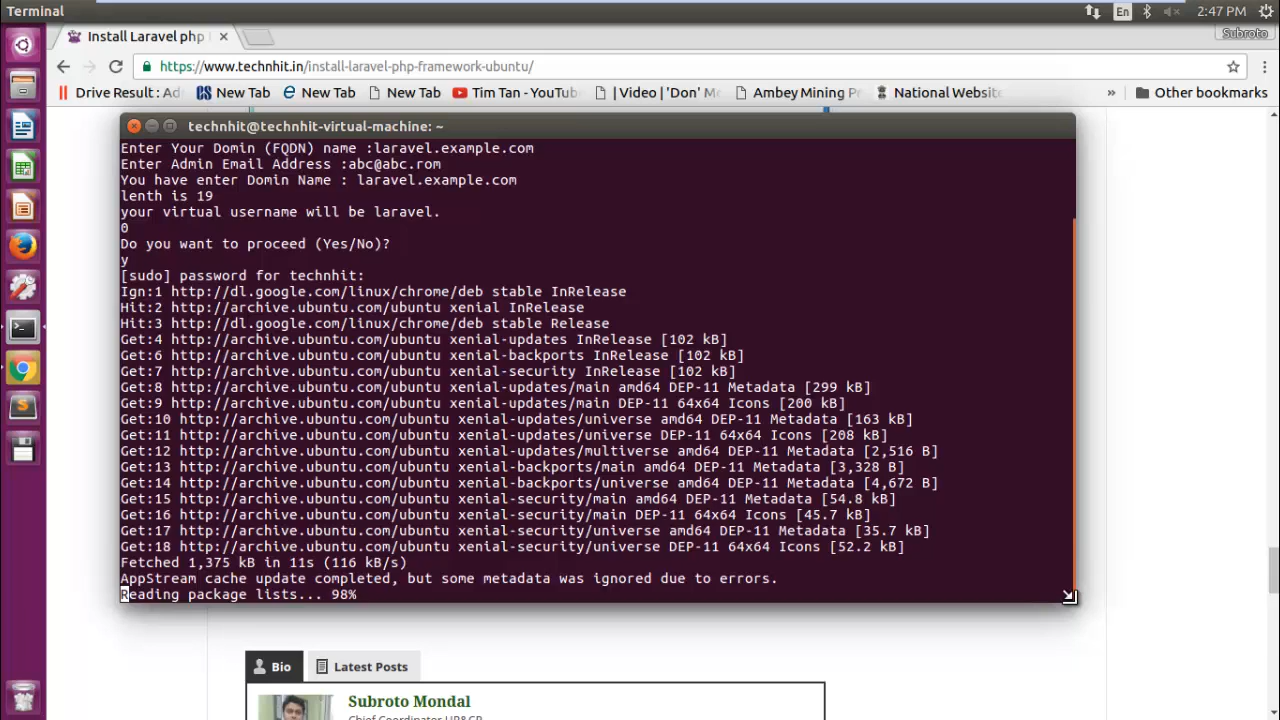 Terminal
En
2:47 PM
Install Laravel php
Subroto
https://www.technhit.in/install-laravel-php-framework-ubuntu/
Drive Result : Ad
New Tab
New Tab
New Tab
Tim Tan - YouTube
| Video | 'Don' M
Ambey Mining P
National Website
»
Other bookmarks
technhit@technhit-virtual-machine: ~
Enter Your Domin (FQDN) name :laravel.example.com
Enter Admin Email Address :abc@abc.rom
You have enter Domin Name : laravel.example.com
lenth is 19
your virtual username will be laravel.
0
Do you want to proceed (Yes/No)?
y
[sudo] password for technhit:
Ign:1 http://dl.google.com/linux/chrome/deb stable InRelease
Hit:2 http://archive.ubuntu.com/ubuntu xenial InRelease
Hit:3 http://dl.google.com/linux/chrome/deb stable Release
Get:4 http://archive.ubuntu.com/ubuntu xenial-updates InRelease [102 kB]
Get:6 http://archive.ubuntu.com/ubuntu xenial-backports InRelease [102 kB]
Get:7 http://archive.ubuntu.com/ubuntu xenial-security InRelease [102 kB]
Get:8 http://archive.ubuntu.com/ubuntu xenial-updates/main amd64 DEP-11 Metadata [299 kB]
Get:9 http://archive.ubuntu.com/ubuntu xenial-updates/main DEP-11 64x64 Icons [200 kB]
Get:10 http://archive.ubuntu.com/ubuntu xenial-updates/universe amd64 DEP-11 Metadata [163 kB]
Get:11 http://archive.ubuntu.com/ubuntu xenial-updates/universe DEP-11 64x64 Icons [208 kB]
Get:12 http://archive.ubuntu.com/ubuntu xenial-updates/multiverse amd64 DEP-11 Metadata [2,516 B]
Get:13 http://archive.ubuntu.com/ubuntu xenial-backports/main amd64 DEP-11 Metadata [3,328 B]
Get:14 http://archive.ubuntu.com/ubuntu xenial-backports/universe amd64 DEP-11 Metadata [4,672 B]
Get:15 http://archive.ubuntu.com/ubuntu xenial-security/main amd64 DEP-11 Metadata [54.8 kB]
Get:16 http://archive.ubuntu.com/ubuntu xenial-security/main DEP-11 64x64 Icons [45.7 kB]
Get:17 http://archive.ubuntu.com/ubuntu xenial-security/universe amd64 DEP-11 Metadata [35.7 kB]
Get:18 http://archive.ubuntu.com/ubuntu xenial-security/universe DEP-11 64x64 Icons [52.2 kB]
Fetched 1,375 kB in 11s (116 kB/s)
AppStream cache update completed, but some metadata was ignored due to errors.
Reading package lists... 98%
Bio
Latest Posts
Subroto Mondal
Chief Coordinator